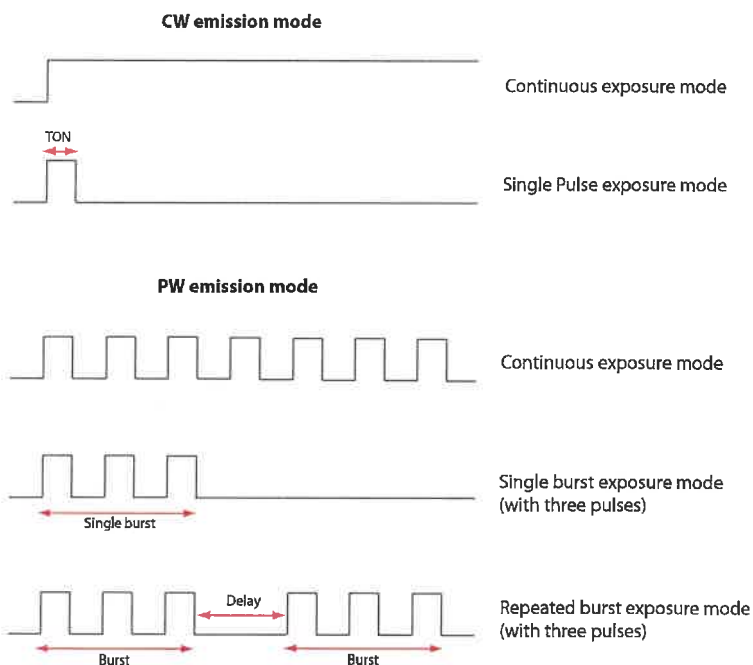 CW emission mode
Continuous exposure mode
TON
Single Pulse exposure mode
PW emission mode
Continuous exposure mode
Single burst exposure mode
(with three pulses)
Single burst
Delay
Repeated burst exposure mode
(with three pulses)
Burst
Burst